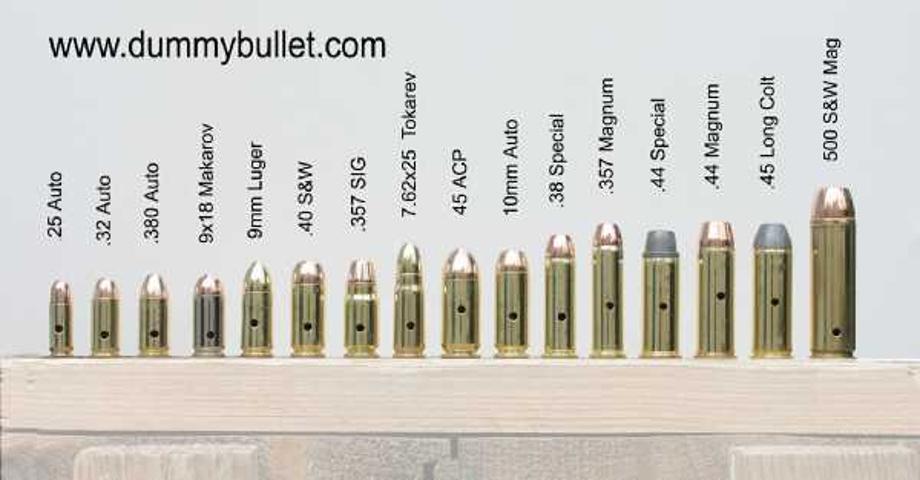 www.dummybullet.com
.25 Auto
.32 Auto
.380 Auto
9x18 Makarov
9mm Luger
.40 S&W
.357 SIG
7.62x25 Tokarev
45 ACP
10mm Auto
.38 Special
.357 Magnum
.44 Special
.44 Magnum
.45 Long Colt
500 S&W Mag